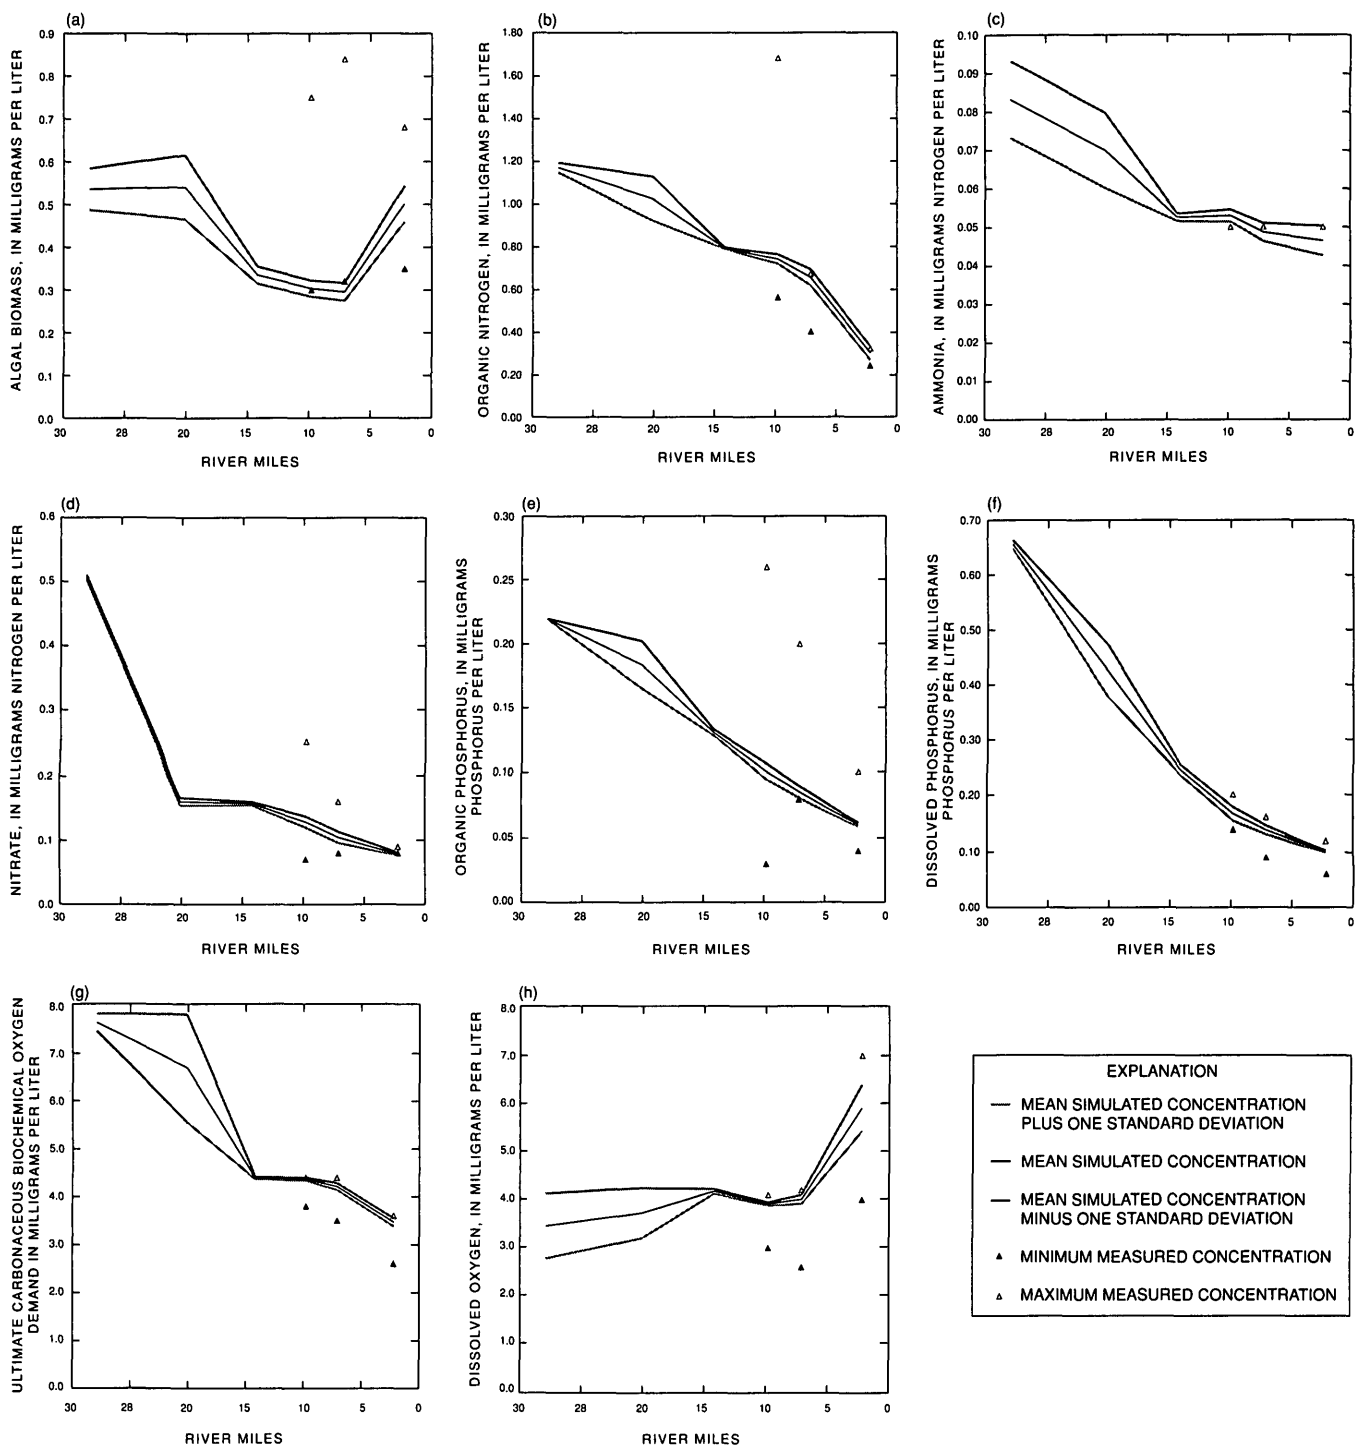 (a)
ALGAL BIOMASS, IN MILLIGRAMS PER LITER
0.9
0.8
0.7
0.6
0.5
0.4
0.3
0.2
0.1
0.0
30 28 20 15 10 5 0
RIVER MILES
(b)
ORGANIC NITROGEN, IN MILLIGRAMS PER LITER
1.80
1.60
1.40
1.20
1.00
0.80
0.60
0.40
0.20
0.00
30 28 20 15 10 5 0
RIVER MILES
(c)
AMMONIA, IN MILLIGRAMS NITROGEN PER LITER
0.10
0.09
0.08
0.07
0.06
0.05
0.04
0.03
0.02
0.01
0.00
30 28 20 15 10 5 0
RIVER MILES
(d)
NITRATE, IN MILLIGRAMS NITROGEN PER LITER
0.6
0.5
0.4
0.3
0.2
0.1
0.0
30 28 20 15 10 5 0
RIVER MILES
(e)
ORGANIC PHOSPHORUS, IN MILLIGRAMS
PHOSPHORUS PER LITER
0.30
0.25
0.20
0.15
0.10
0.05
0.00
30 28 20 15 10 5 0
RIVER MILES
(f)
DISSOLVED PHOSPHORUS, IN MILLIGRAMS
PHOSPHORUS PER LITER
0.70
0.60
0.50
0.40
0.30
0.20
0.10
0.00
30 28 20 15 10 5 0
RIVER MILES
(g)
ULTIMATE CARBONACEOUS BIOCHEMICAL OXYGEN
DEMAND IN MILLIGRAMS PER LITER
8.0
7.0
6.0
5.0
4.0
3.0
2.0
1.0
0.0
30 28 20 15 10 5 0
RIVER MILES
(h)
DISSOLVED OXYGEN, IN MILLIGRAMS PER LITER
8.0
7.0
6.0
5.0
4.0
3.0
2.0
1.0
0.0
30 28 20 15 10 5 0
RIVER MILES
EXPLANATION
MEAN SIMULATED CONCENTRATION
PLUS ONE STANDARD DEVIATION
MEAN SIMULATED CONCENTRATION
MEAN SIMULATED CONCENTRATION
MINUS ONE STANDARD DEVIATION
MINIMUM MEASURED CONCENTRATION
MAXIMUM MEASURED CONCENTRATION